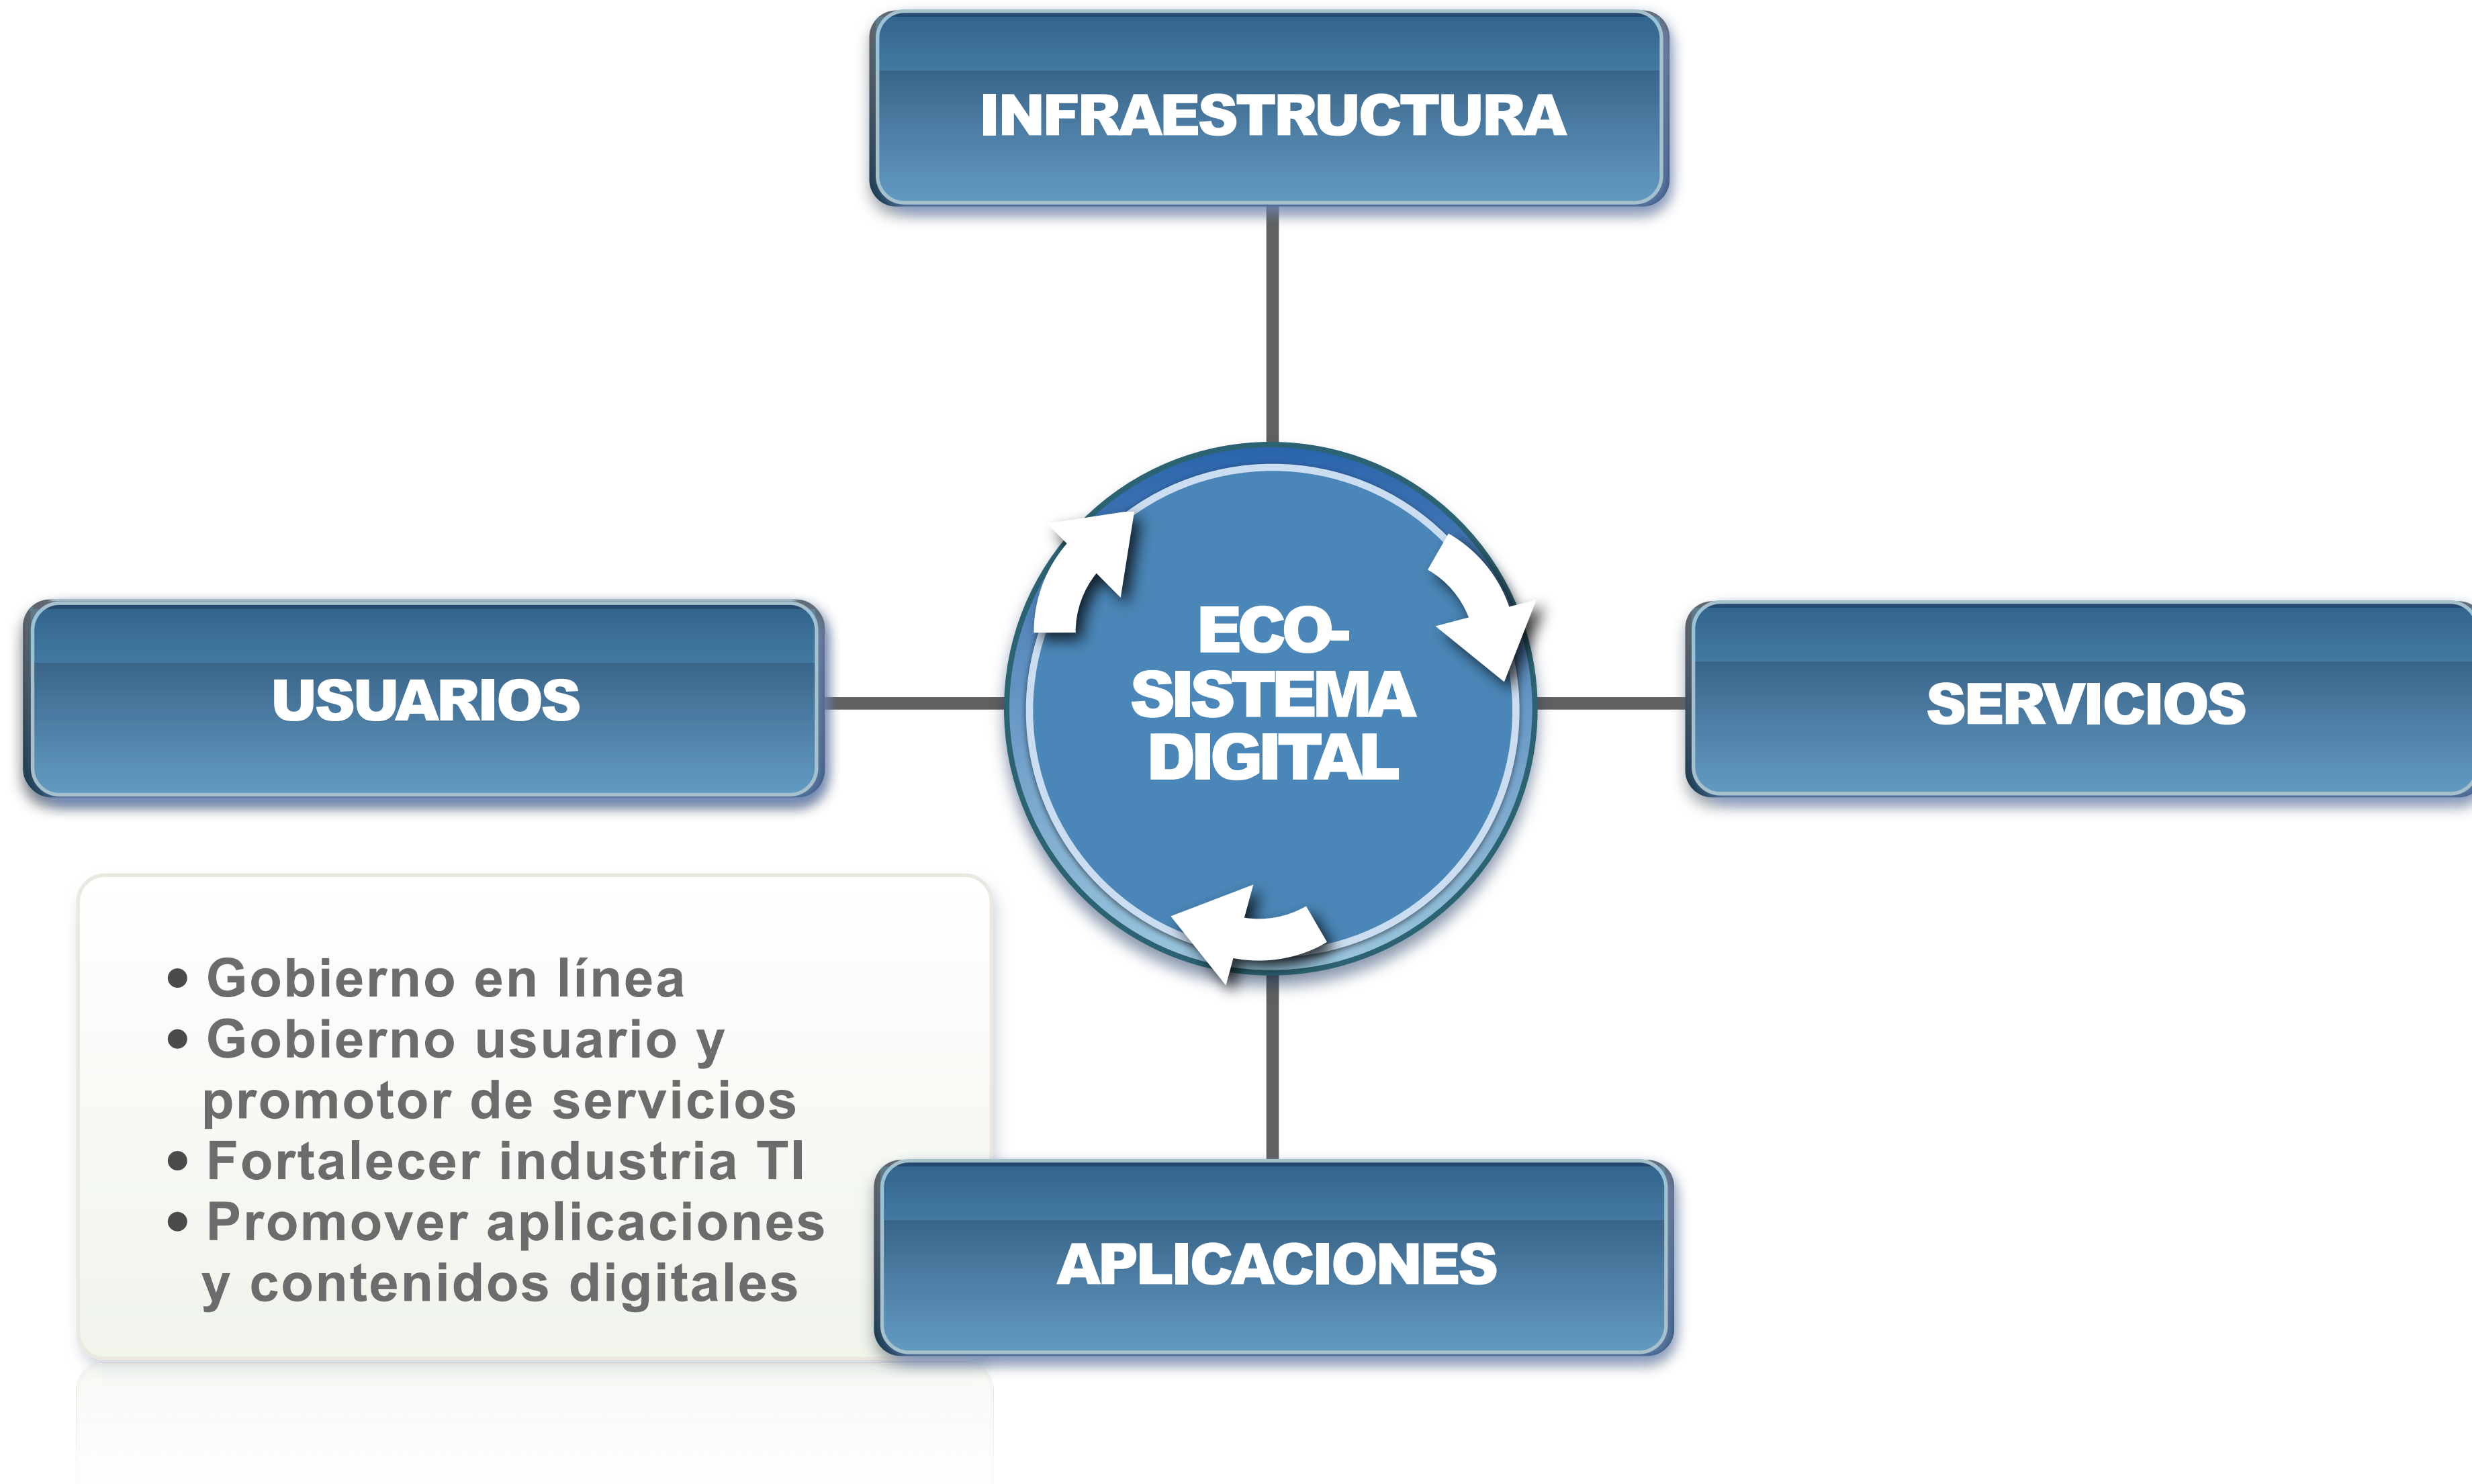 INFRAESTRUCTURA
USUARIOS
ECO-
SISTEMA
DIGITAL
SERVICIOS
• Gobierno en línea
• Gobierno usuario y
promotor de servicios
• Fortalecer industria TI
• Promover aplicaciones
y contenidos digitales
APLICACIONES